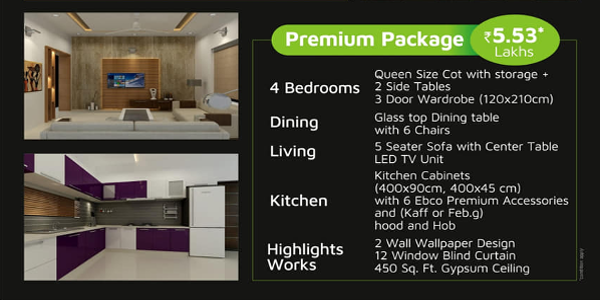 Premium Package
₹5.53*
Lakhs
4 Bedrooms
Queen Size Cot with storage +
2 Side Tables
3 Door Wardrobe (120x210cm)
Dining
Glass top Dining table
with 6 Chairs
Living
5 Seater Sofa with Center Table
LED TV Unit
Kitchen
Kitchen Cabinets
(400x90cm, 400x45 cm)
with 6 Ebco Premium Accessories
and (Kaff or Feb.g)
hood and Hob
Highlights
Works
2 Wall Wallpaper Design
12 Window Blind Curtain
450 Sq. Ft. Gypsum Ceiling